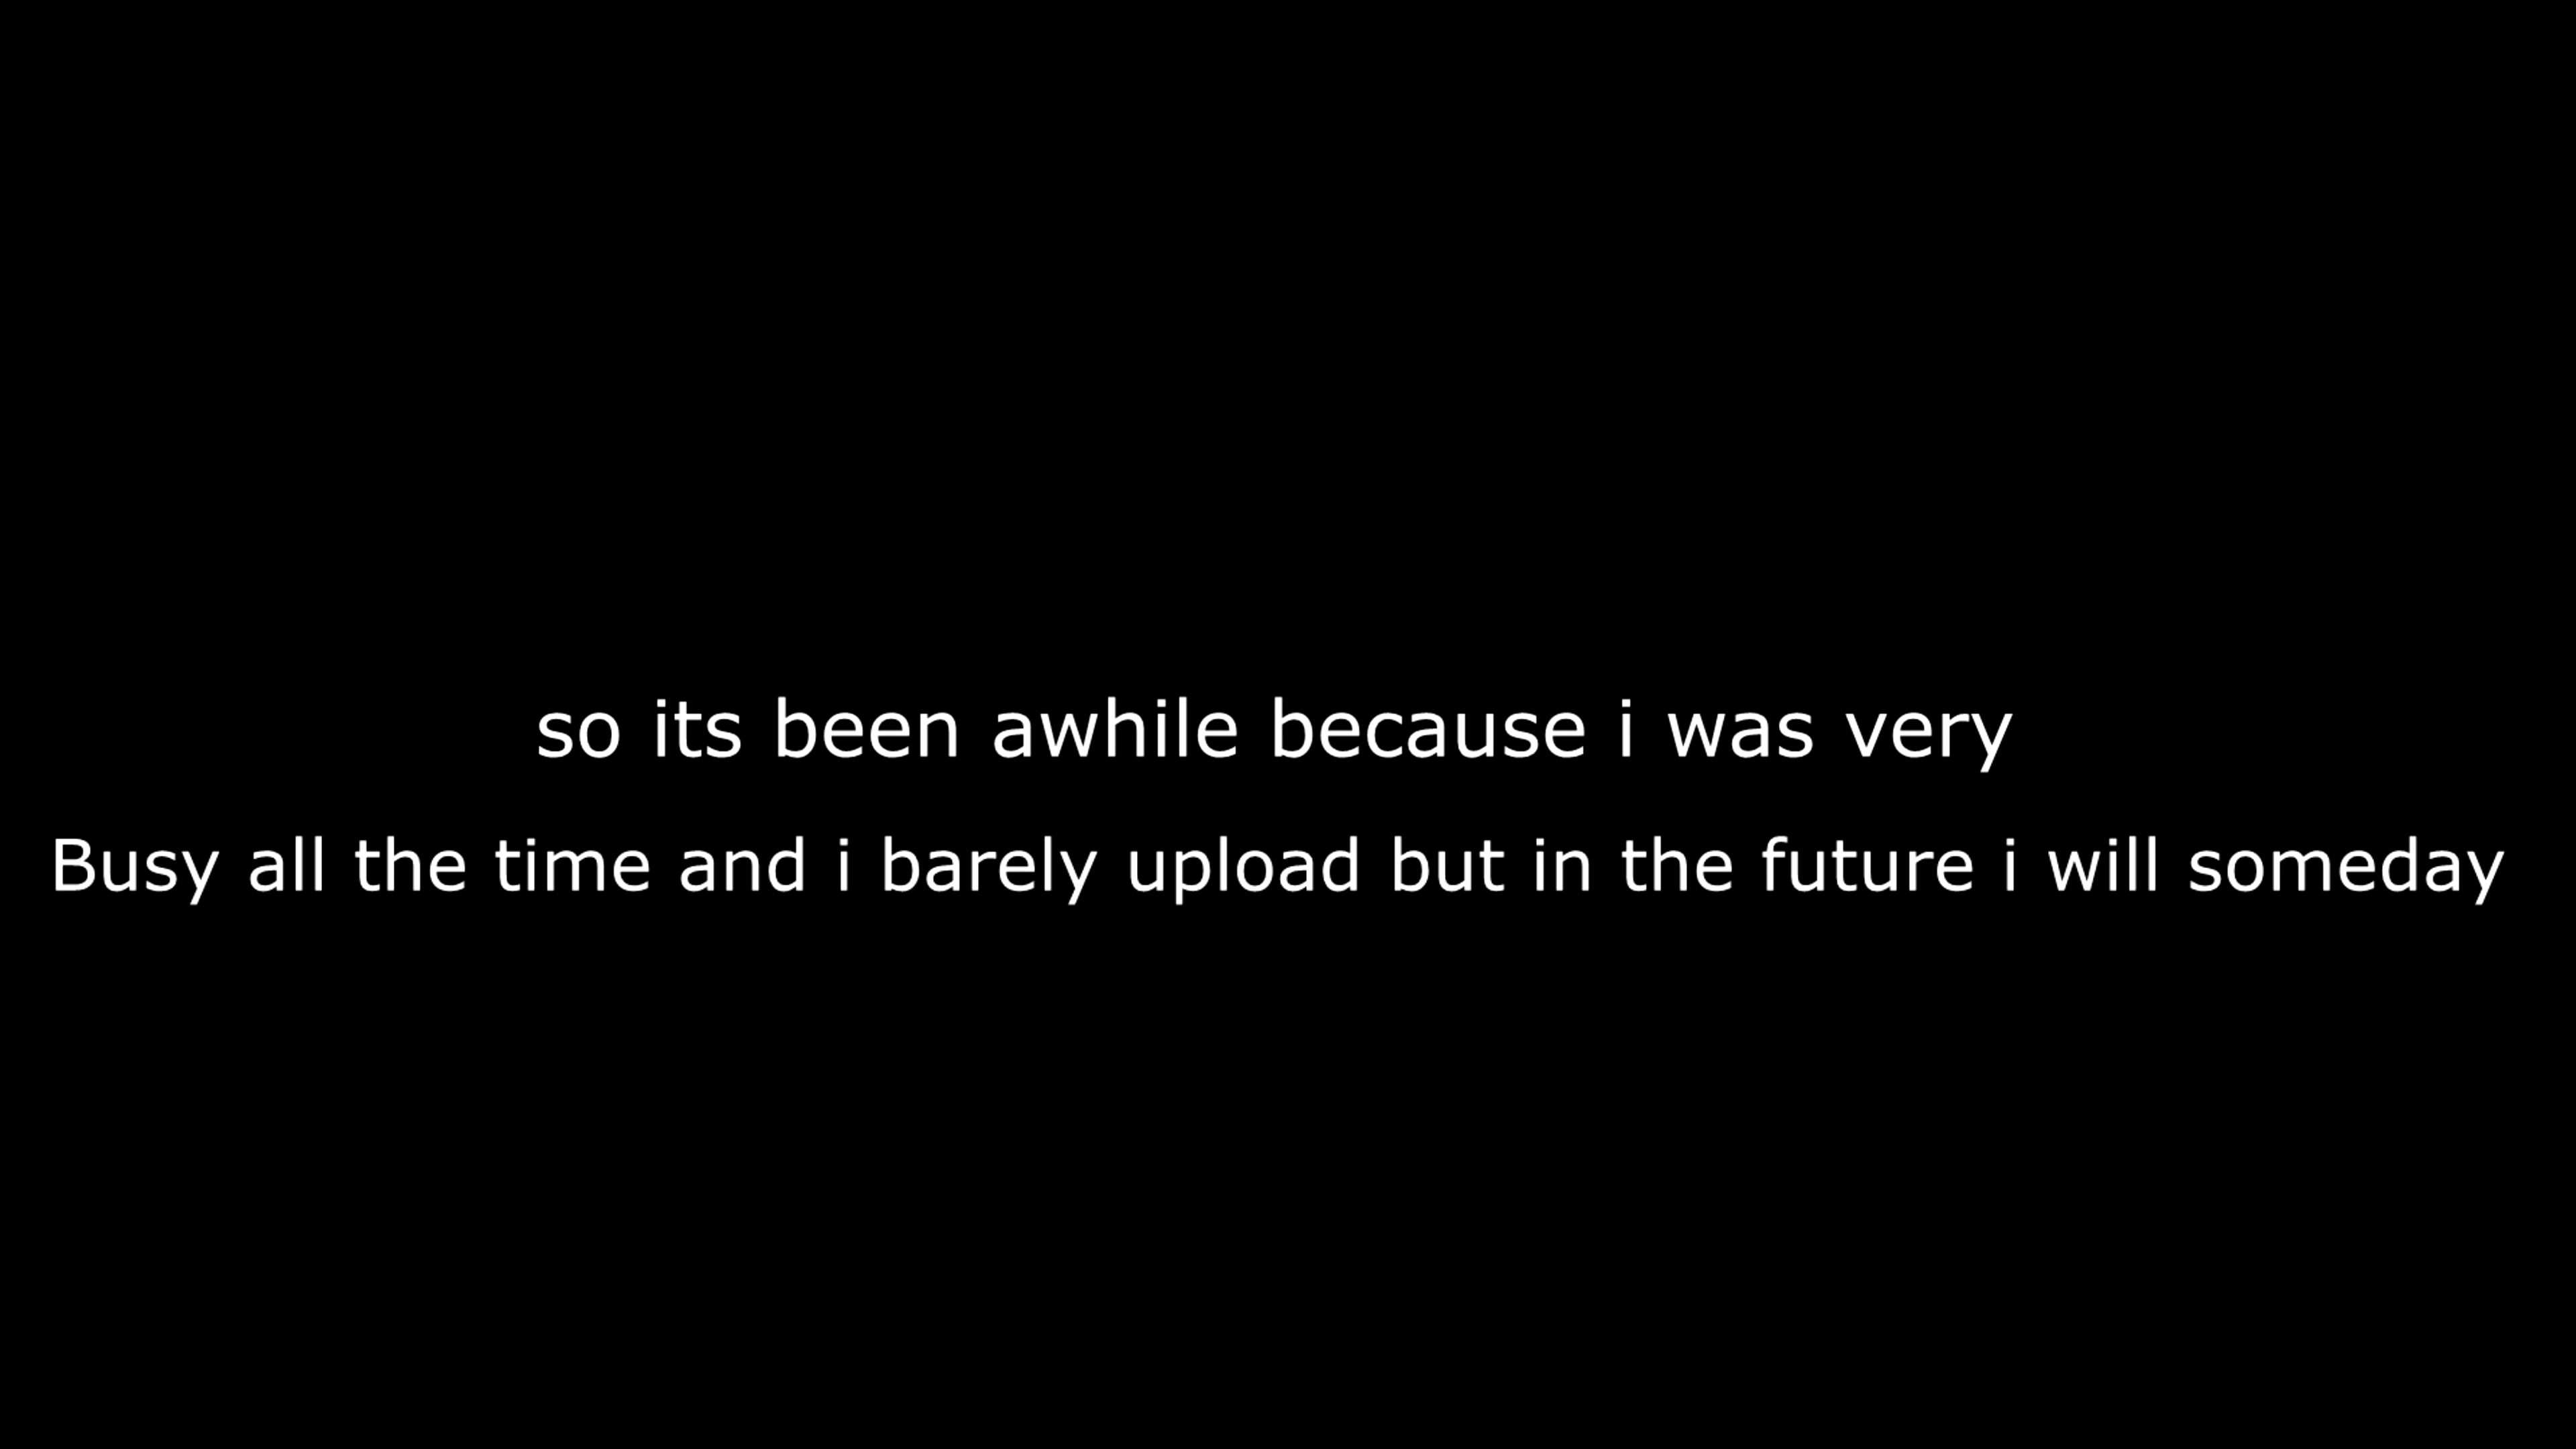 so its been awhile because i was very
Busy all the time and i barely upload but in the future i will someday